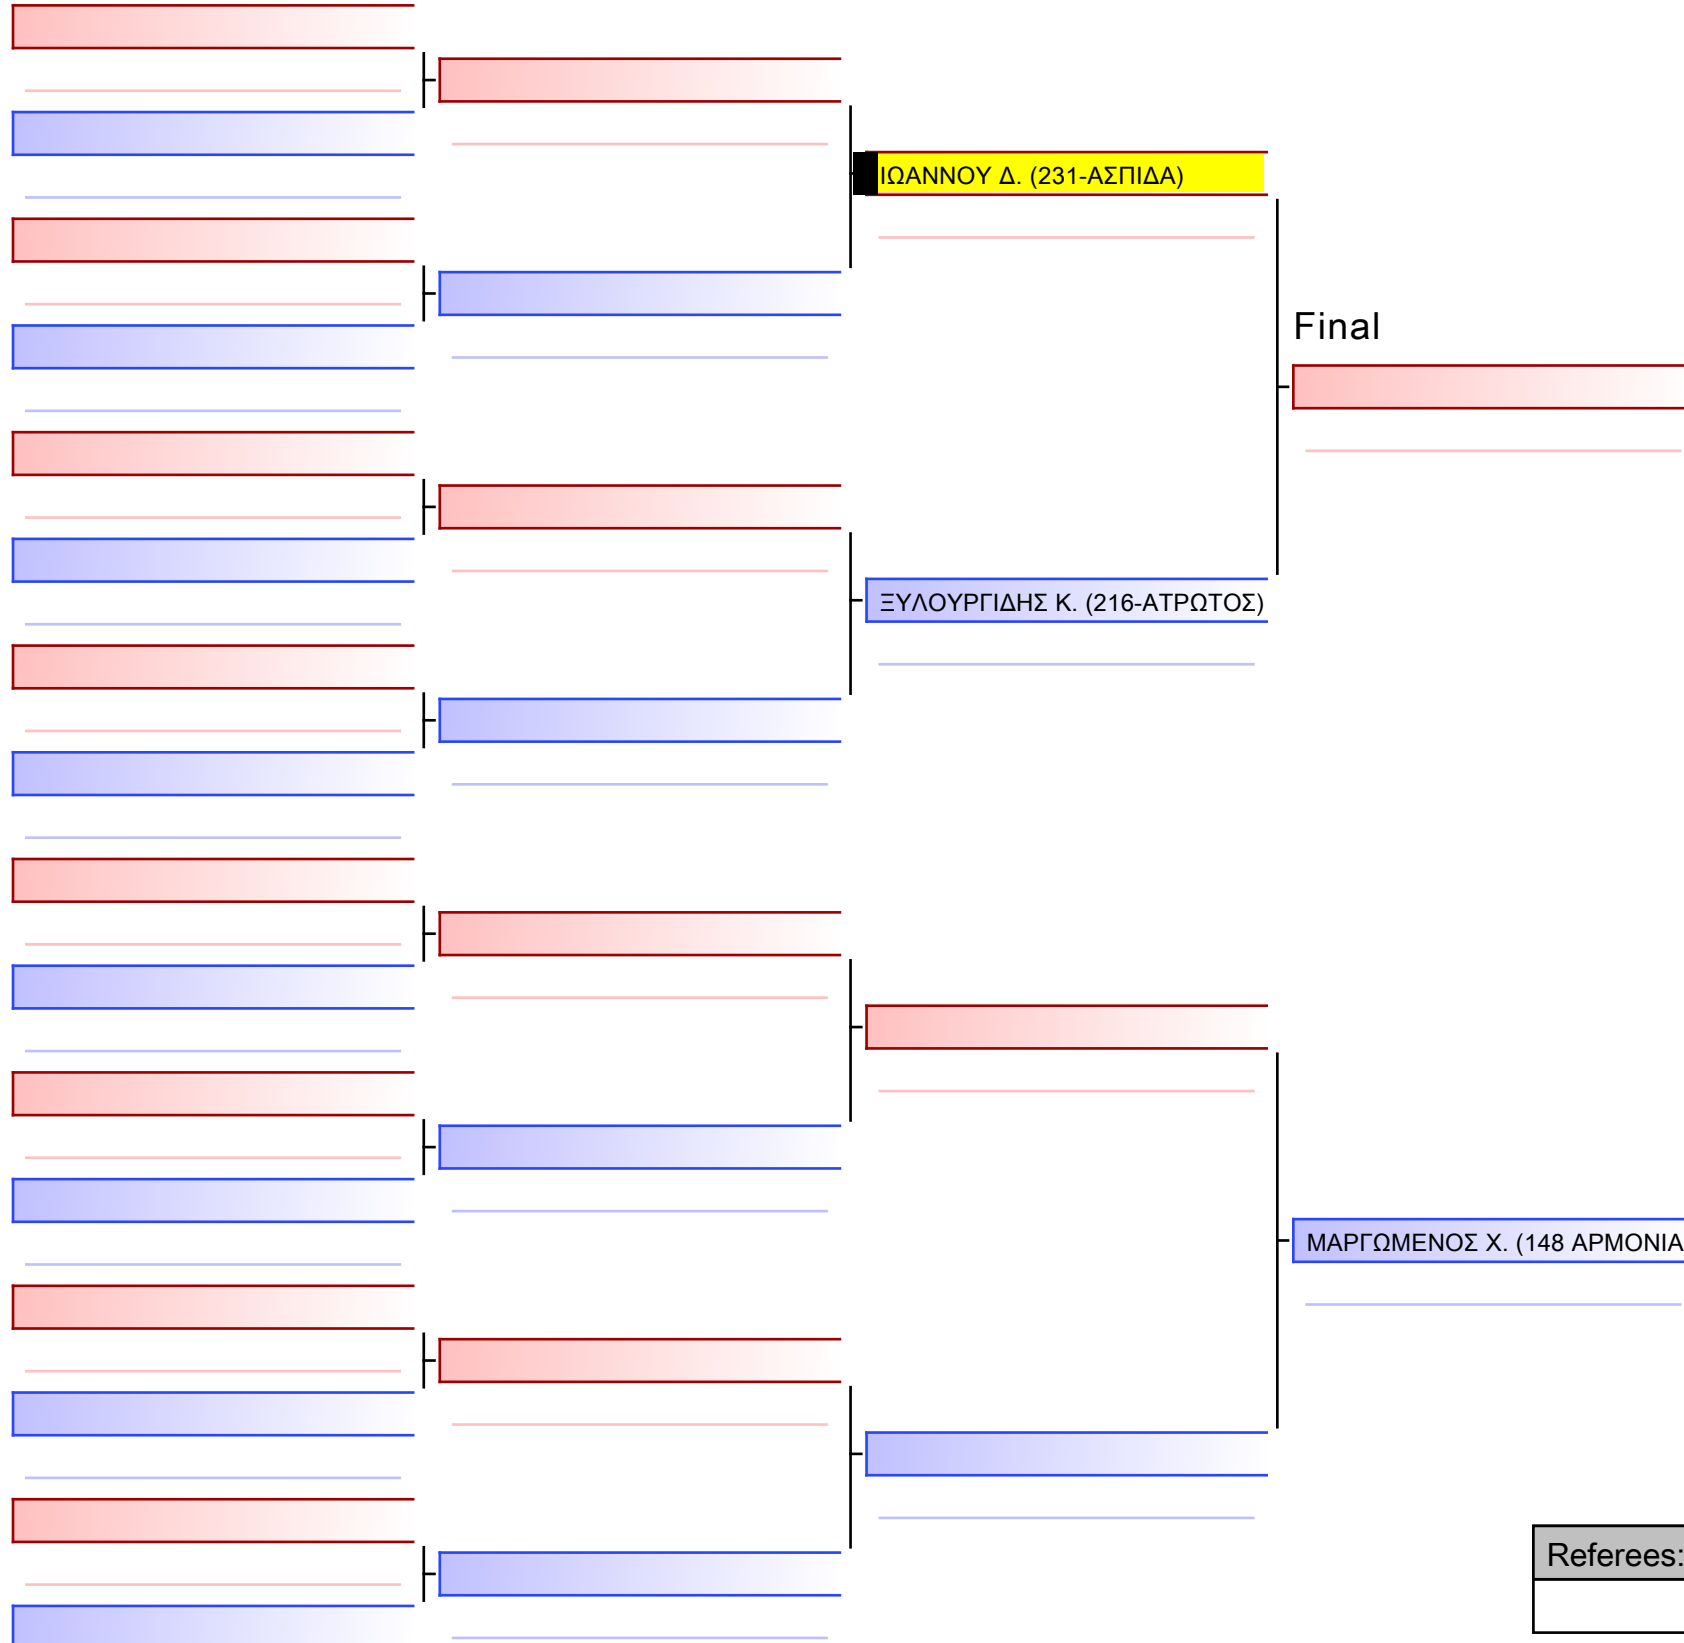 ΙΩΑΝΝΟΥ Δ. (231-ΑΣΠΙΔΑ)
Final
ΞΥΛΟΥΡΓΙΔΗΣ Κ. (216-ΑΤΡΩΤΟΣ)
ΜΑΡΓΩΜΕΝΟΣ Χ. (148 ΑΡΜΟΝΙΑ
Referees: